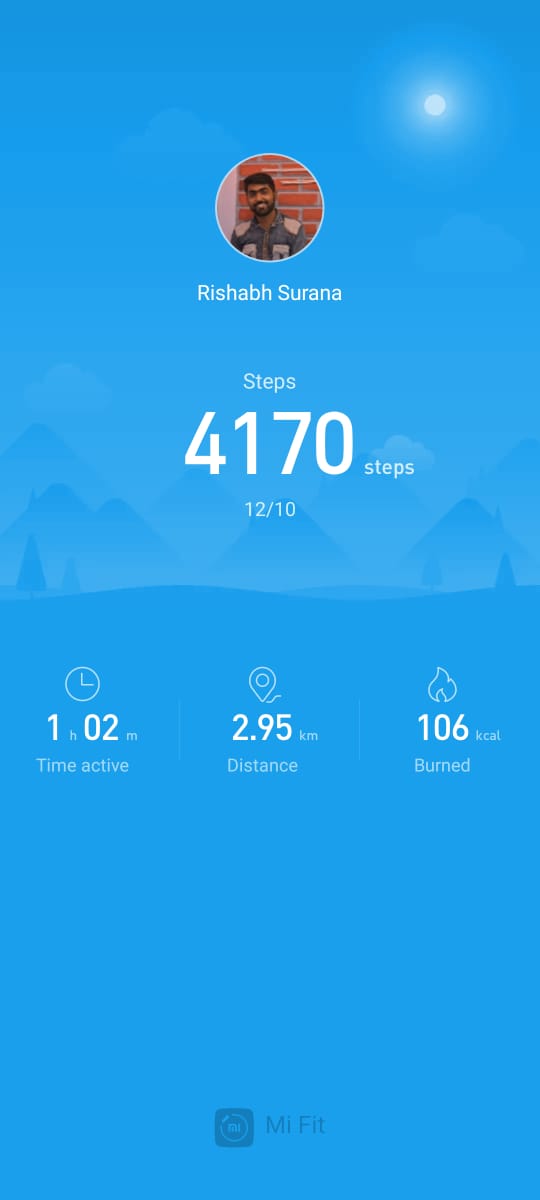 Rishabh Surana
Steps
4170 steps
12/10
1 h 02 m 2.95 km 106 kcal
Time active Distance Burned
mi Mi Fit